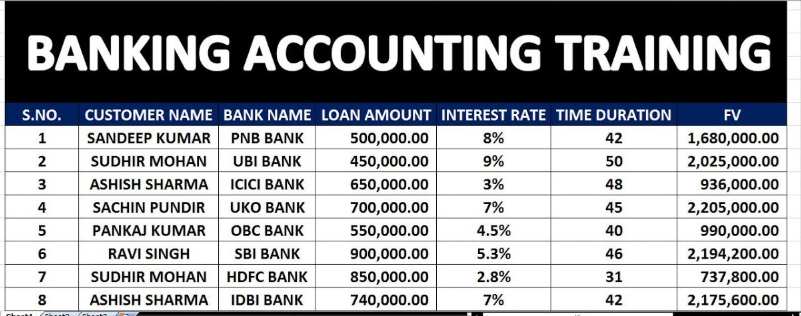 BANKING ACCOUNTING TRAINING
S.NO. CUSTOMER NAME BANK NAME LOAN AMOUNT INTEREST RATE TIME DURATION FV
1 SANDEEP KUMAR PNB BANK 500,000.00 8% 42 1,680,000.00
2 SUDHIR MOHAN UBI BANK 450,000.00 9% 50 2,025,000.00
3 ASHISH SHARMA ICICI BANK 650,000.00 3% 48 936,000.00
4 SACHIN PUNDIR UKO BANK 700,000.00 7% 45 2,205,000.00
5 PANKAJ KUMAR OBC BANK 550,000.00 4.5% 40 990,000.00
6 RAVI SINGH SBI BANK 900,000.00 5.3% 46 2,194,200.00
7 SUDHIR MOHAN HDFC BANK 850,000.00 2.8% 31 737,800.00
8 ASHISH SHARMA IDBI BANK 740,000.00 7% 42 2,175,600.00
Sheet1 Sheet2 Sheet3